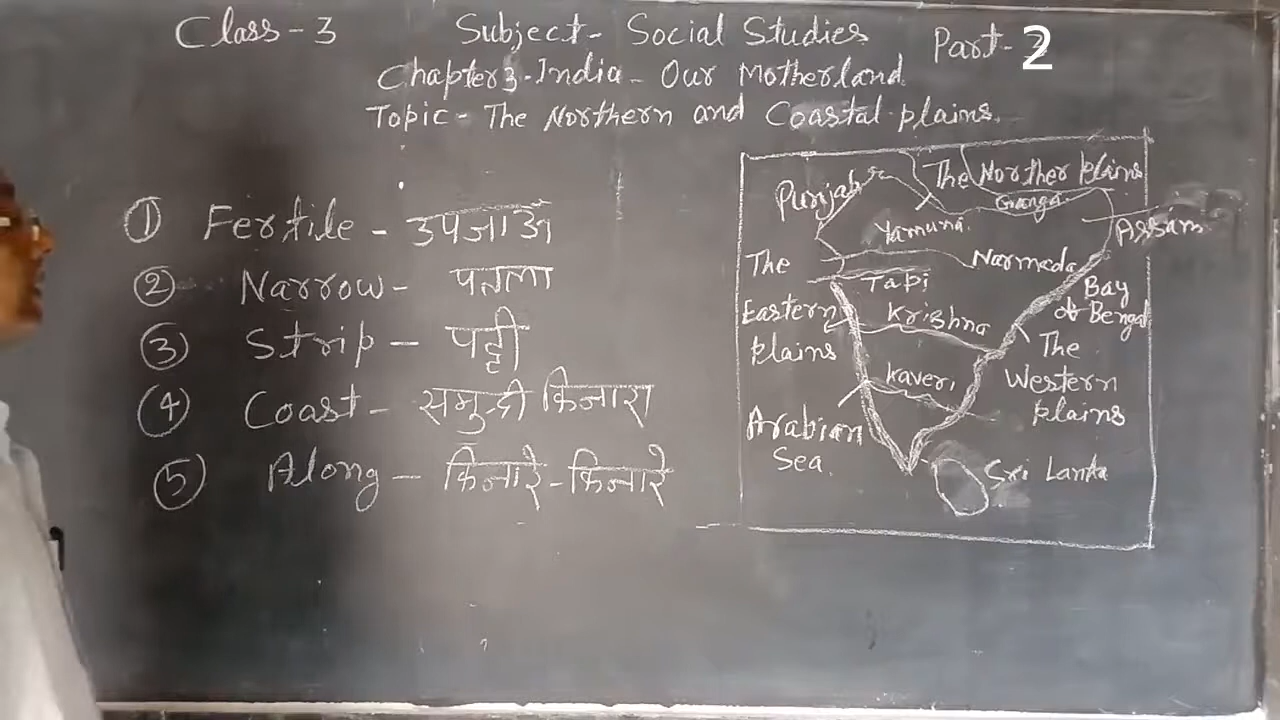 Class - 3
Subject - Social Studies
Part - 2
Chapter 3 - India - Our Motherland
Topic - The Northern and Coastal plains.
① Fertile - उपजाऊ
② Narrow - पतला
③ Strip - पट्टी
④ Coast - समुद्री किनारा
⑤ Along - किनारे - किनारे
The Norther plains
Punjab
Ganga
Yamuna
Assam
The
Eastern
plains
Narmada
Tapi
Bay
of Bengal
Krishna
The
Western
plains
Kaveri
Arabian
Sea
Sri Lanka